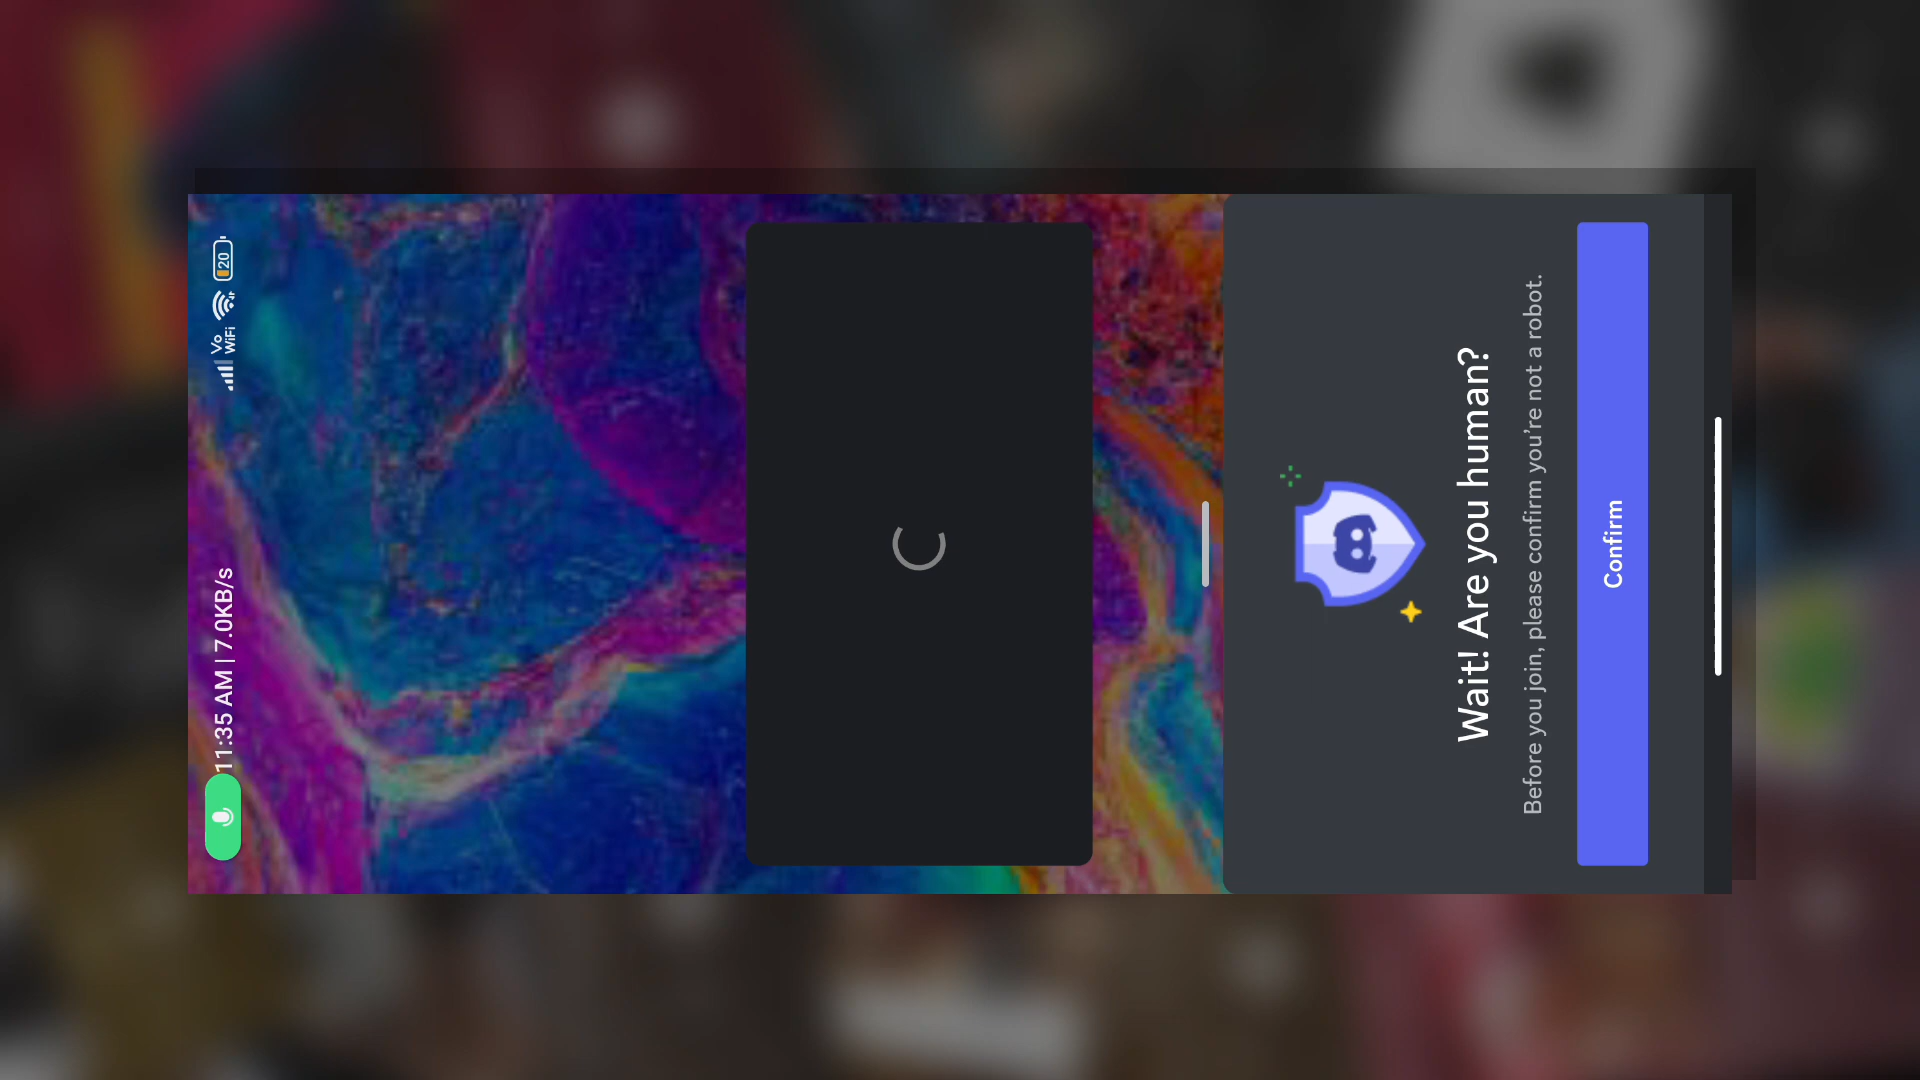 11:35 AM | 7.0KB/s
Vo
WiFi
20
Wait! Are you human?
Before you join, please confirm you're not a robot.
Confirm